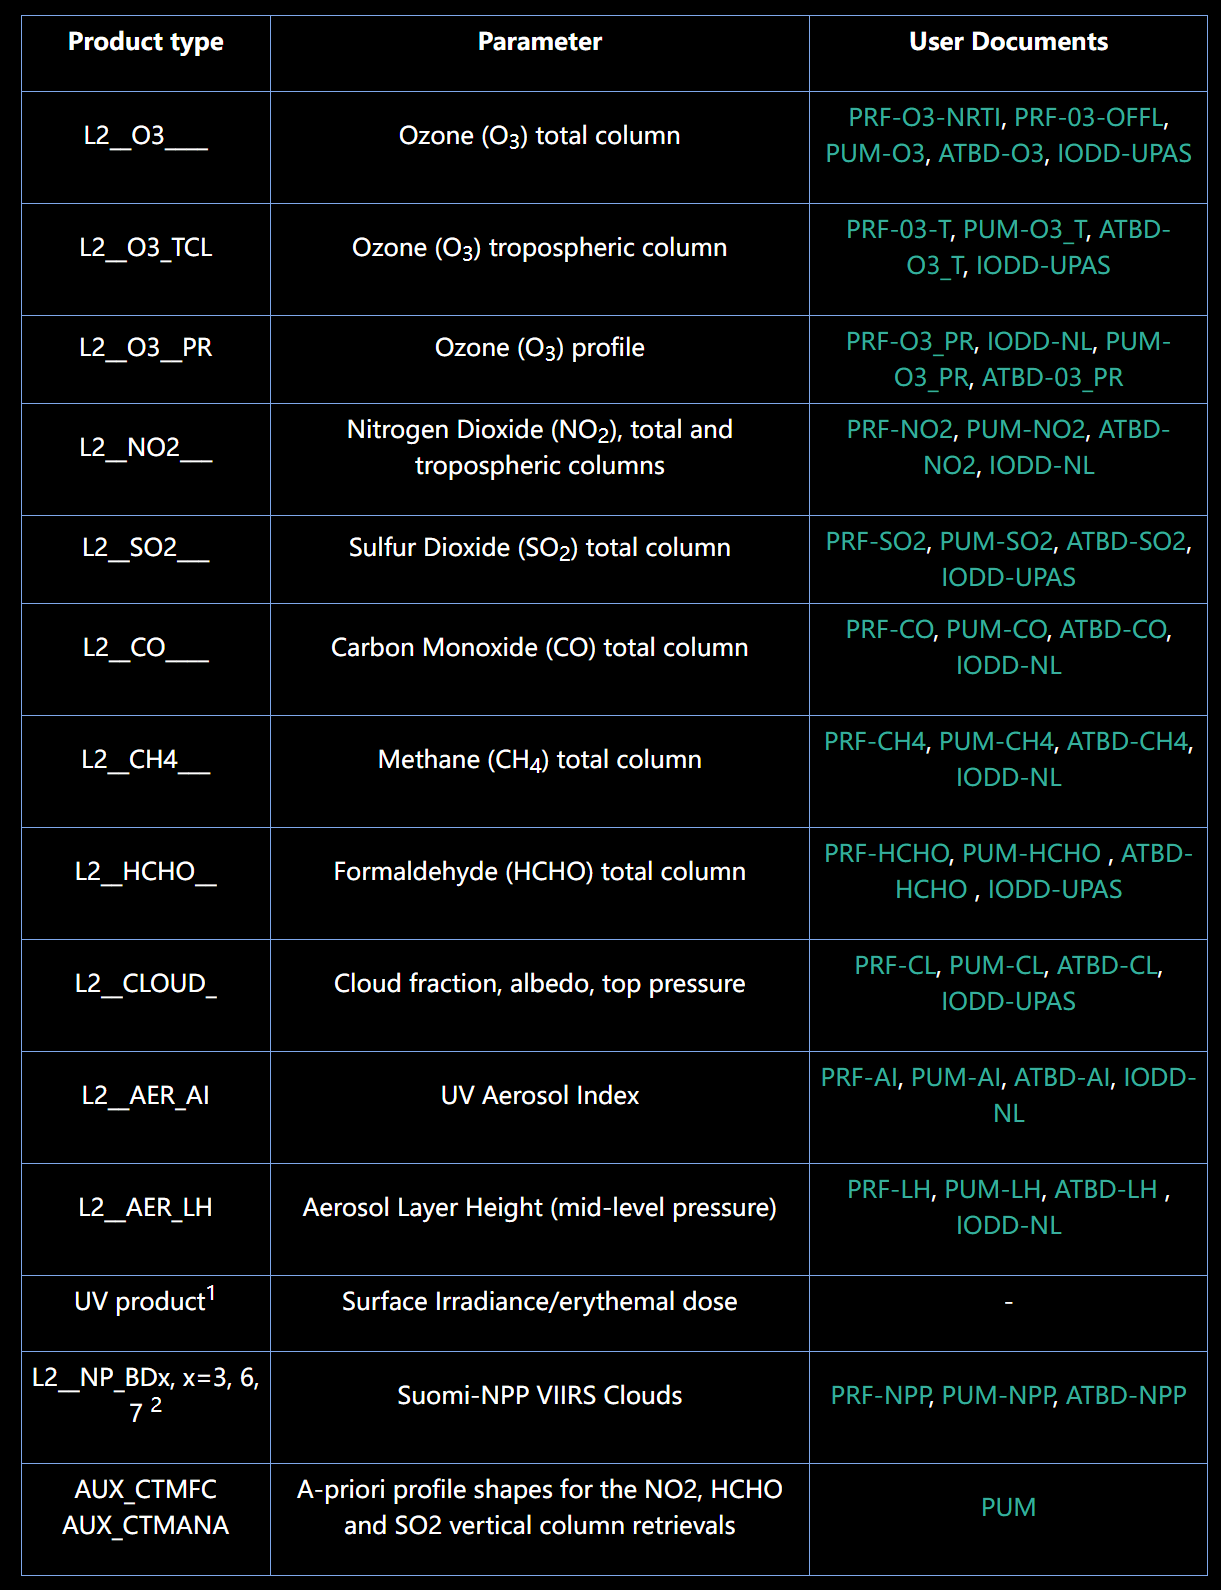 Product type
Parameter
User Documents
L2__O3____
Ozone (O3) total column
PRF-O3-NRTI, PRF-03-OFFL,
PUM-O3, ATBD-O3, IODD-UPAS
L2__O3_TCL
Ozone (O3) tropospheric column
PRF-03-T, PUM-O3_T, ATBD-
O3_T, IODD-UPAS
L2__O3__PR
Ozone (O3) profile
PRF-O3_PR, IODD-NL, PUM-
O3_PR, ATBD-03_PR
L2__NO2___
Nitrogen Dioxide (NO2), total and
tropospheric columns
PRF-NO2, PUM-NO2, ATBD-
NO2, IODD-NL
L2__SO2___
Sulfur Dioxide (SO2) total column
PRF-SO2, PUM-SO2, ATBD-SO2,
IODD-UPAS
L2__CO____
Carbon Monoxide (CO) total column
PRF-CO, PUM-CO, ATBD-CO,
IODD-NL
L2__CH4___
Methane (CH4) total column
PRF-CH4, PUM-CH4, ATBD-CH4,
IODD-NL
L2__HCHO__
Formaldehyde (HCHO) total column
PRF-HCHO, PUM-HCHO , ATBD-
HCHO , IODD-UPAS
L2__CLOUD_
Cloud fraction, albedo, top pressure
PRF-CL, PUM-CL, ATBD-CL,
IODD-UPAS
L2__AER_AI
UV Aerosol Index
PRF-AI, PUM-AI, ATBD-AI, IODD-
NL
L2__AER_LH
Aerosol Layer Height (mid-level pressure)
PRF-LH, PUM-LH, ATBD-LH ,
IODD-NL
UV product1
Surface Irradiance/erythemal dose
-
L2__NP_BDx, x=3, 6,
7 2
Suomi-NPP VIIRS Clouds
PRF-NPP, PUM-NPP, ATBD-NPP
AUX_CTMFC
AUX_CTMANA
A-priori profile shapes for the NO2, HCHO
and SO2 vertical column retrievals
PUM